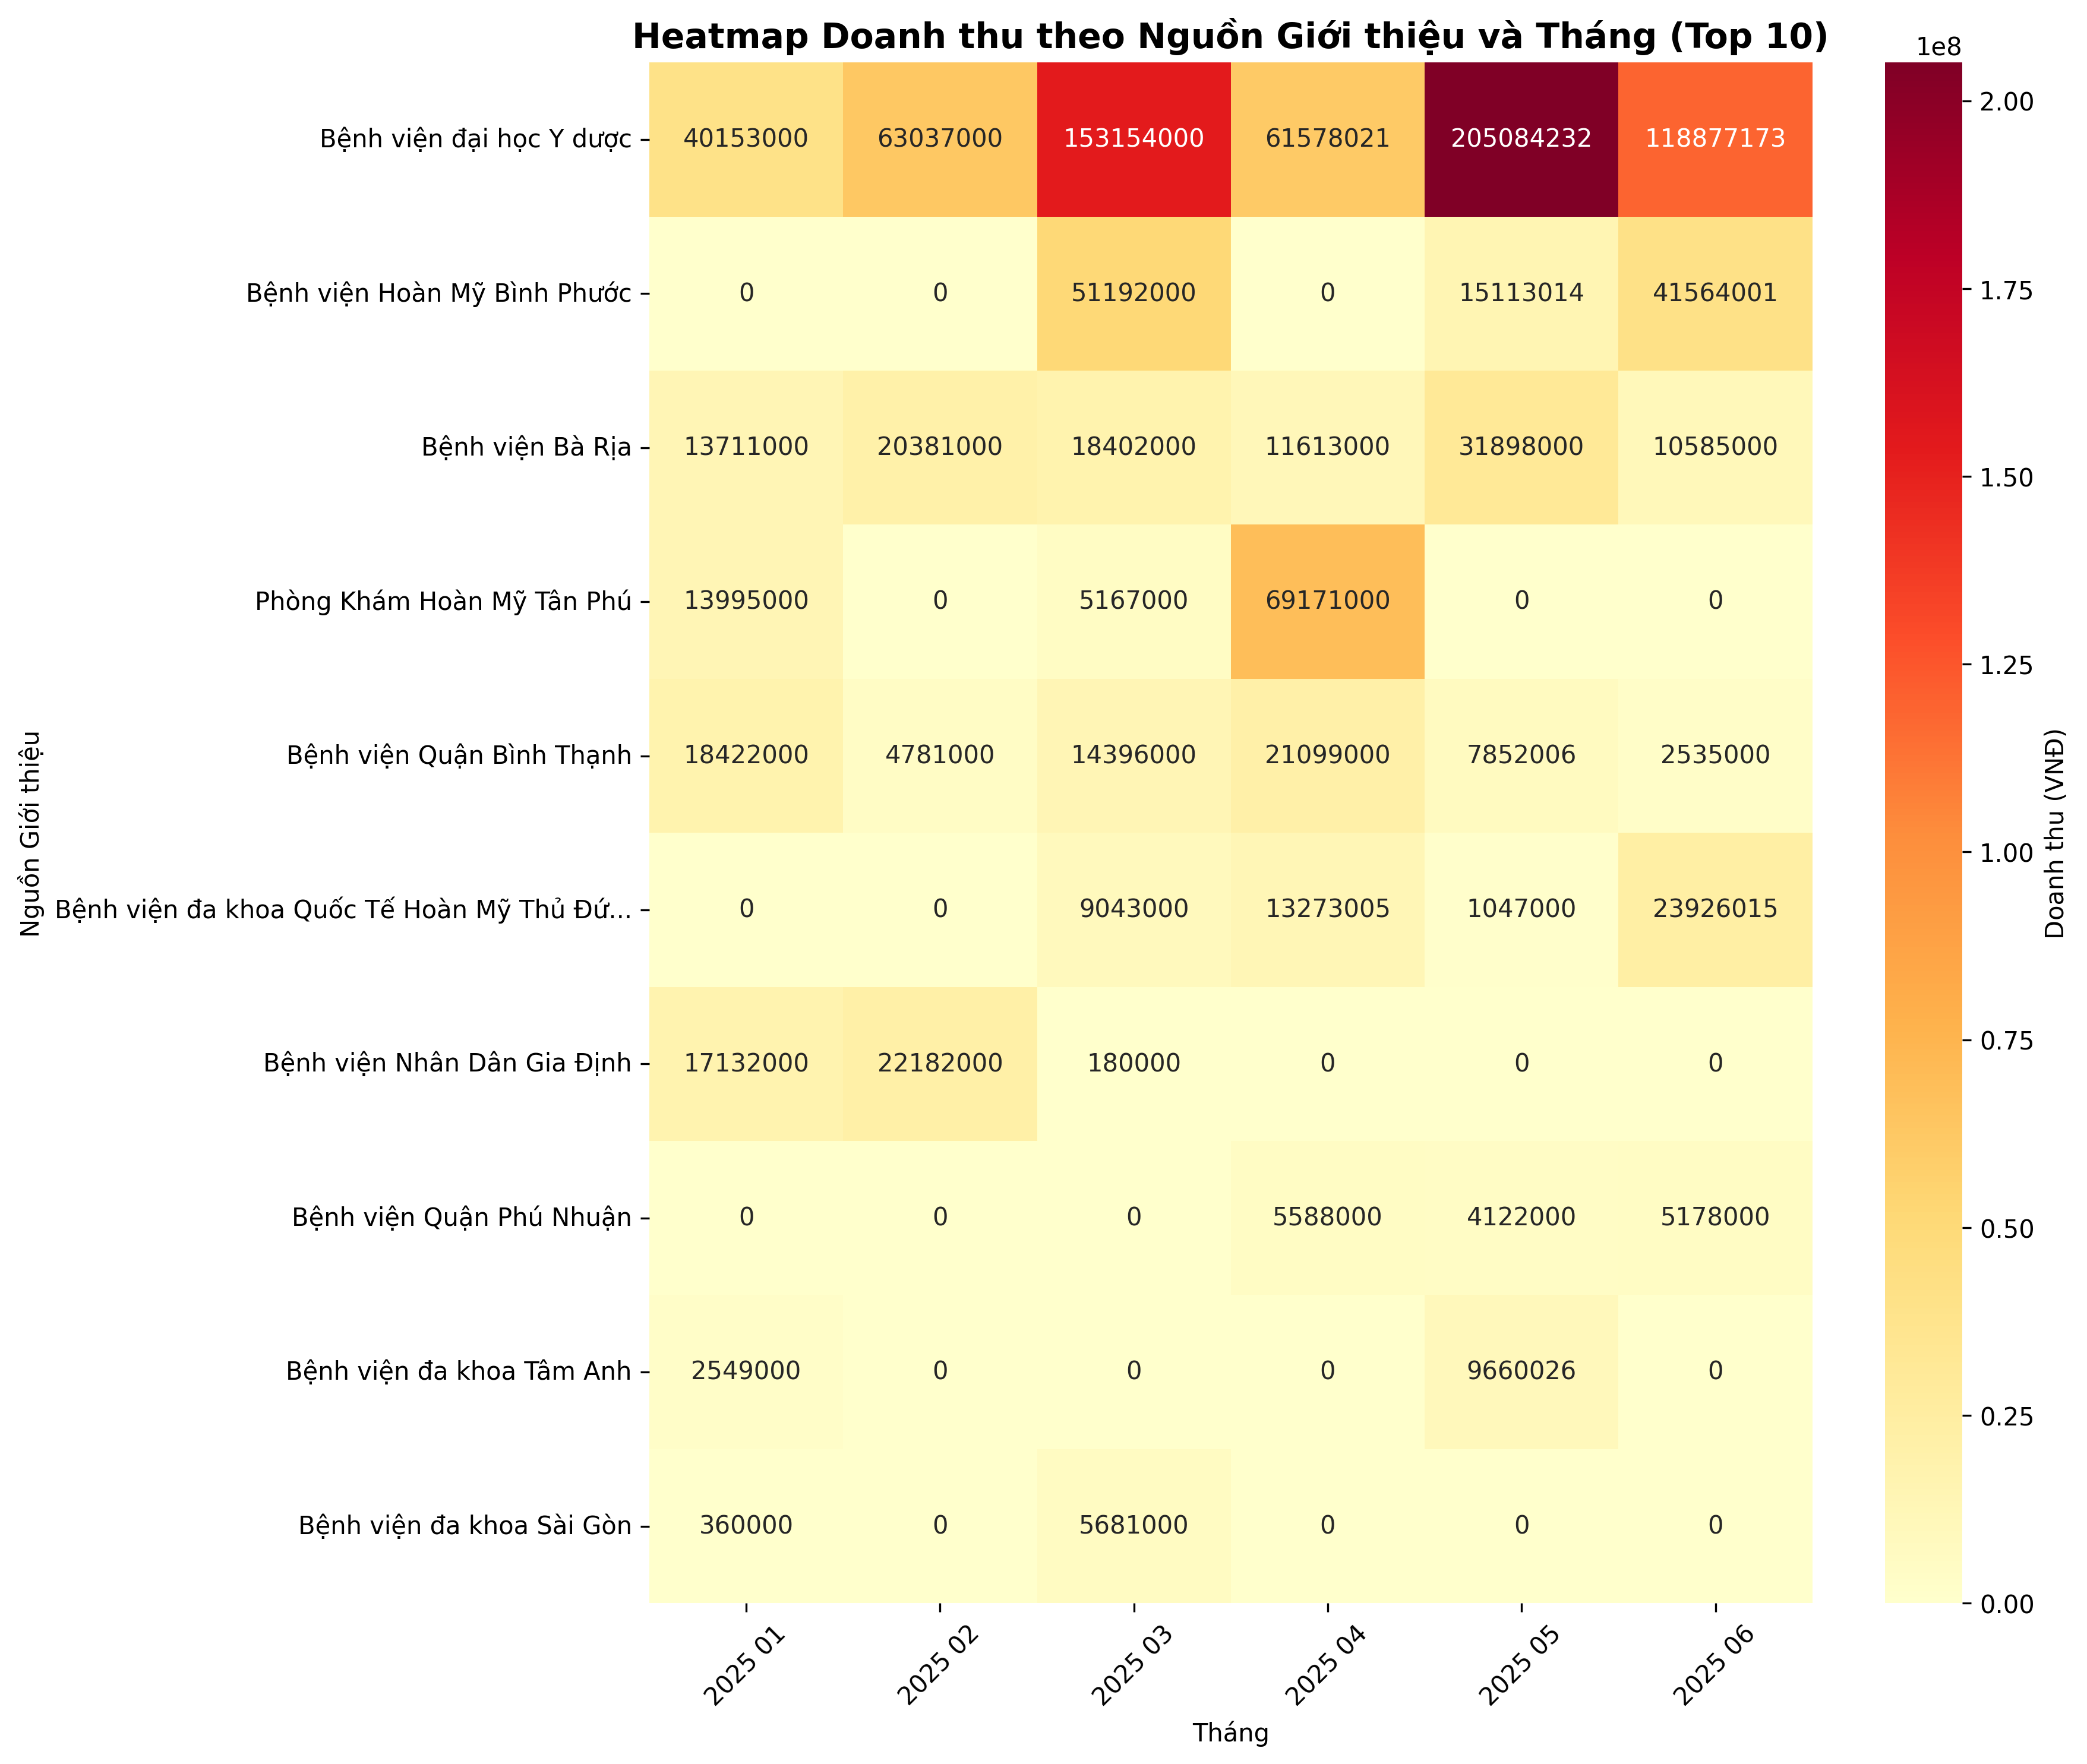 Heatmap Doanh thu theo Nguồn Giới thiệu và Tháng (Top 10)
1e8
Nguồn Giới thiệu
Bệnh viện đại học Y dược 40153000 63037000 153154000 61578021 205084232 118877173
Bệnh viện Hoàn Mỹ Bình Phước 0 0 51192000 0 15113014 41564001
Bệnh viện Bà Rịa 13711000 20381000 18402000 11613000 31898000 10585000
Phòng Khám Hoàn Mỹ Tân Phú 13995000 0 5167000 69171000 0 0
Bệnh viện Quận Bình Thạnh 18422000 4781000 14396000 21099000 7852006 2535000
Bệnh viện đa khoa Quốc Tế Hoàn Mỹ Thủ Đứ... 0 0 9043000 13273005 1047000 23926015
Bệnh viện Nhân Dân Gia Định 17132000 22182000 180000 0 0 0
Bệnh viện Quận Phú Nhuận 0 0 0 5588000 4122000 5178000
Bệnh viện đa khoa Tâm Anh 2549000 0 0 0 9660026 0
Bệnh viện đa khoa Sài Gòn 360000 0 5681000 0 0 0
2025 01 2025 02 2025 03 2025 04 2025 05 2025 06
Tháng
2.00
1.75
1.50
1.25
1.00
0.75
0.50
0.25
0.00
Doanh thu (VNĐ)